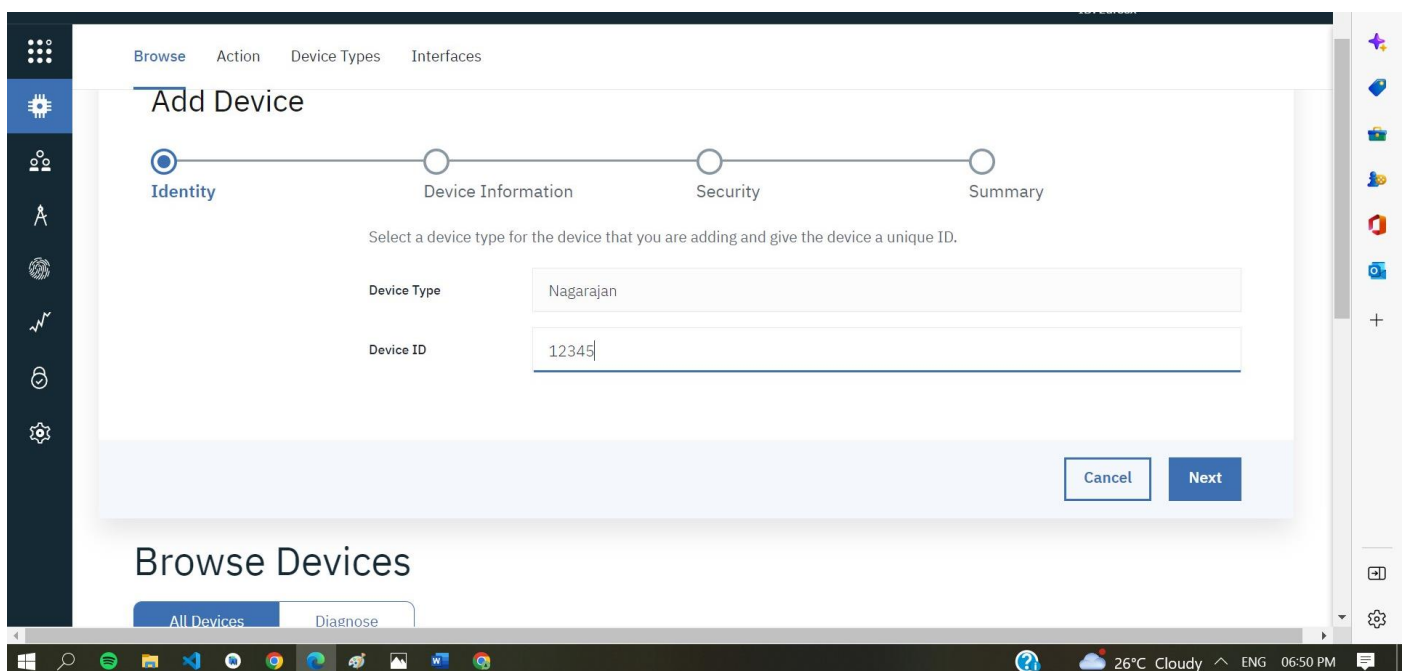 Browse Action Device Types Interfaces
Add Device
Identity Device Information Security Summary
Select a device type for the device that you are adding and give the device a unique ID.
Device Type Nagarajan
Device ID 12345
Cancel Next
Browse Devices
All Devices Diagnose
26°C Cloudy ENG 06:50 PM